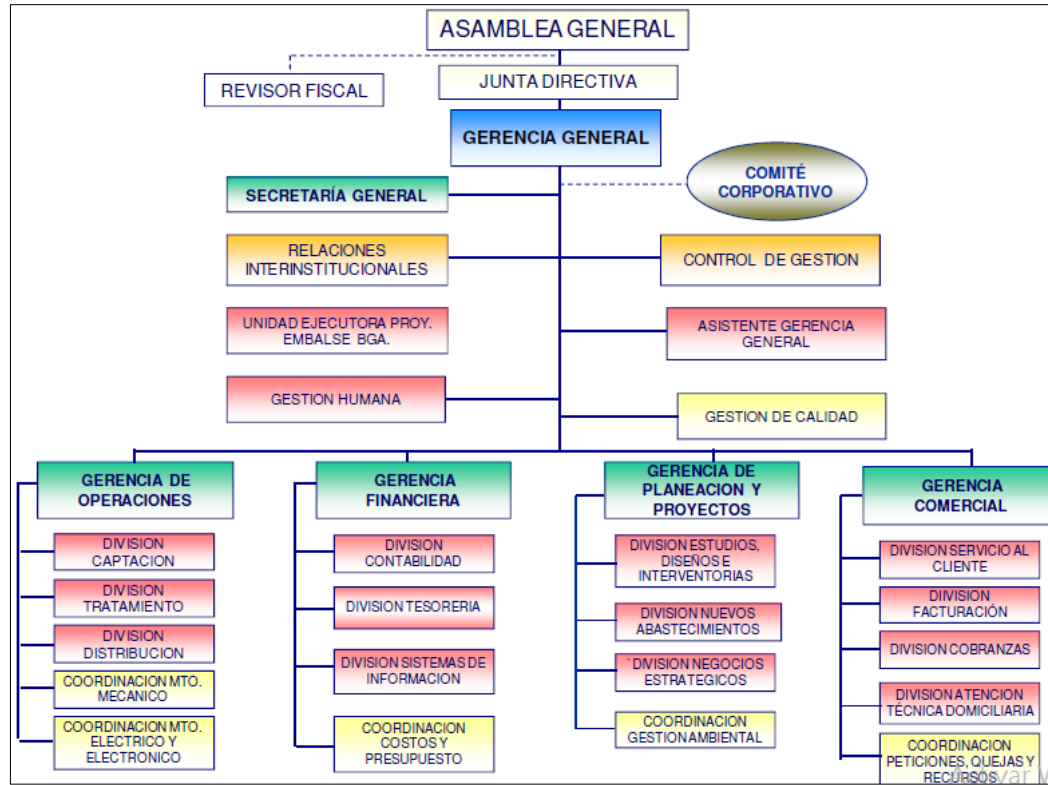 ASAMBLEA GENERAL
REVISOR FISCAL
JUNTA DIRECTIVA
GERENCIA GENERAL
COMITÉ
CORPORATIVO
SECRETARÍA GENERAL
RELACIONES
INTERINSTITUCIONALES
CONTROL DE GESTION
UNIDAD EJECUTORA PROY.
EMBALSE BGA.
ASISTENTE GERENCIA
GENERAL
GESTION HUMANA
GESTION DE CALIDAD
GERENCIA DE
OPERACIONES
DIVISION
CAPTACION
DIVISION
TRATAMIENTO
DIVISION
DISTRIBUCION
COORDINACION MTO.
MECANICO
COORDINACION MTO.
ELECTRICO Y
ELECTRONICO
GERENCIA
FINANCIERA
DIVISION
CONTABILIDAD
DIVISION TESORERIA
DIVISION SISTEMAS DE
INFORMACION
COORDINACION
COSTOS Y
PRESUPUESTO
GERENCIA DE
PLANEACION Y
PROYECTOS
DIVISION ESTUDIOS,
DISEÑOS E
INTERVENTORIAS
DIVISION NUEVOS
ABASTECIMIENTOS
`DIVISION NEGOCIOS
ESTRATEGICOS
COORDINACION
GESTION AMBIENTAL
GERENCIA
COMERCIAL
DIVISION SERVICIO AL
CLIENTE
DIIVISION
FACTURACIÓN
DIVISION COBRANZAS
DIVISION ATENCION
TÉCNICA DOMICILIARIA
COORDINACION
PETICIONES, QUEJAS Y
RECURSOS